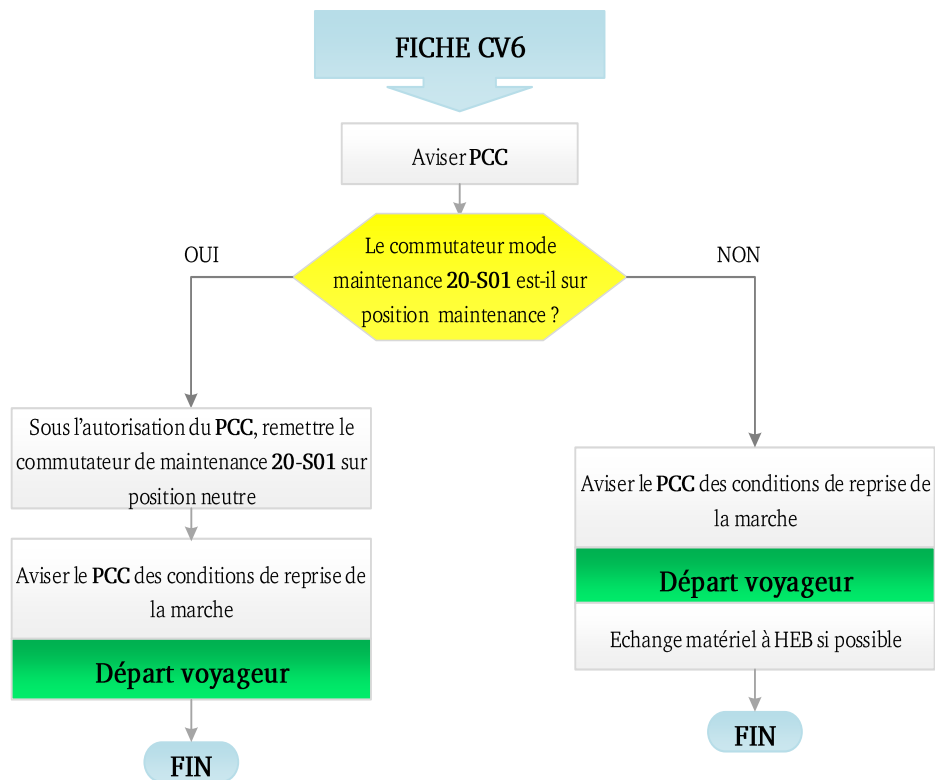 FICHE CV6
Aviser PCC
Le commutateur mode
maintenance 20-S01 est-il sur
position maintenance ?
OUI
NON
Sous l'autorisation du PCC, remettre le
commutateur de maintenance 20-S01 sur
position neutre
Aviser le PCC des conditions de reprise de
la marche
Départ voyageur
FIN
Aviser le PCC des conditions de reprise de
la marche
Départ voyageur
Echange matériel à HEB si possible
FIN